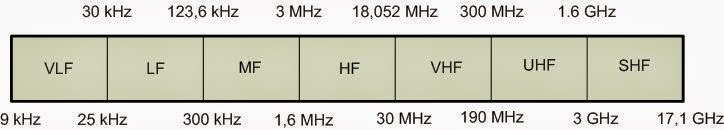 30 kHz 123,6 kHz 3 MHz 18,052 MHz 300 MHz 1.6 GHz
VLF LF MF HF VHF UHF SHF
9 kHz 25 kHz 300 kHz 1,6 MHz 30 MHz 190 MHz 3 GHz 17,1 GHz